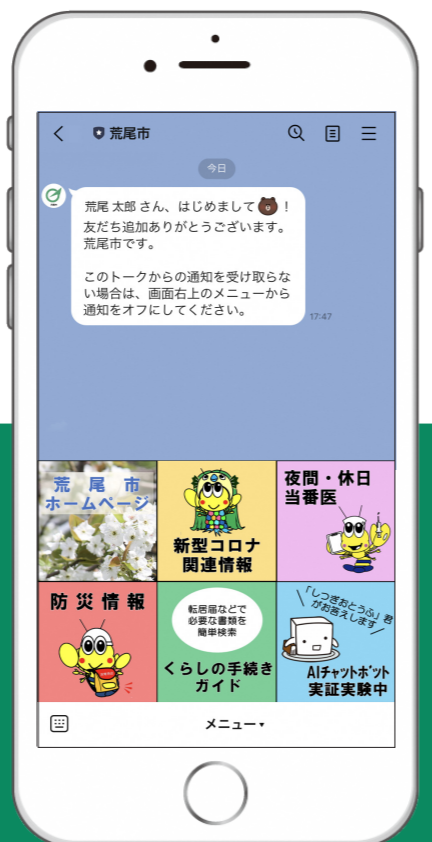 荒尾市
今日
荒尾 太郎 さん、はじめまして！
友だち追加ありがとうございます。
荒尾市です。
このトークからの通知を受け取らな
い場合は、画面右上のメニューから
通知をオフにしてください。
17:47
荒尾市
ホームページ
新型コロナ
関連情報
夜間・休日
当番医
防災情報
転居届などで
必要な書類を
簡単検索
くらしの手続き
ガイド
「しつぎおとうふ」君
がお答えします
AIチャットボット
実証実験中
メニュー▾